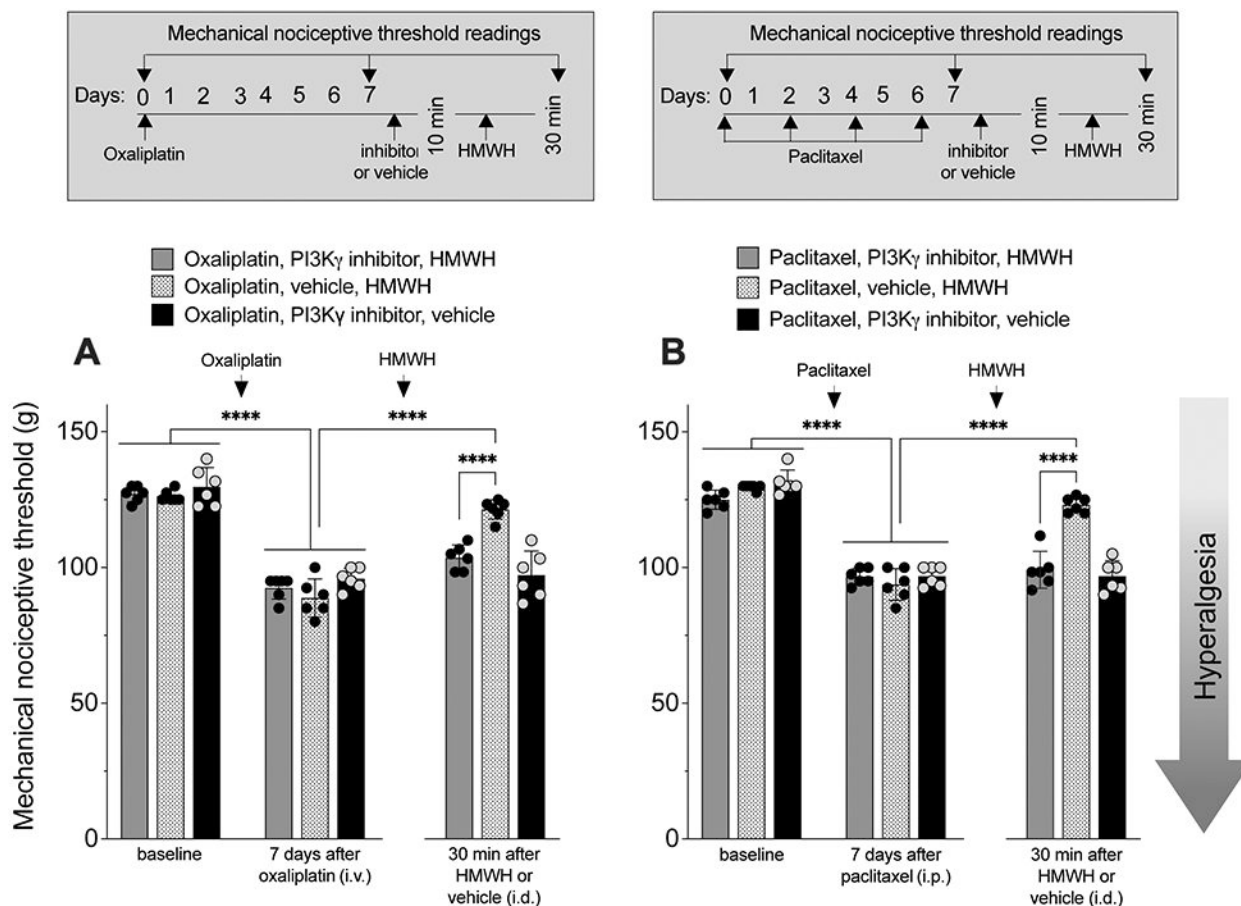 Mechanical nociceptive threshold readings
Days: 0 1 2 3 4 5 6 7
10 min
30 min
Oxaliplatin
inhibitor
or vehicle
HMWH
Mechanical nociceptive threshold readings
Days: 0 1 2 3 4 5 6 7
10 min
30 min
Paclitaxel
inhibitor
or vehicle
HMWH
Oxaliplatin, PI3Kγ inhibitor, HMWH
Oxaliplatin, vehicle, HMWH
Oxaliplatin, PI3Kγ inhibitor, vehicle
Paclitaxel, PI3Kγ inhibitor, HMWH
Paclitaxel, vehicle, HMWH
Paclitaxel, PI3Kγ inhibitor, vehicle
A
Oxaliplatin
HMWH
****
****
****
Mechanical nociceptive threshold (g)
150
100
50
0
baseline
7 days after
oxaliplatin (i.v.)
30 min after
HMWH or
vehicle (i.d.)
B
Paclitaxel
HMWH
****
****
****
150
100
50
0
baseline
7 days after
paclitaxel (i.p.)
30 min after
HMWH or
vehicle (i.d.)
Hyperalgesia